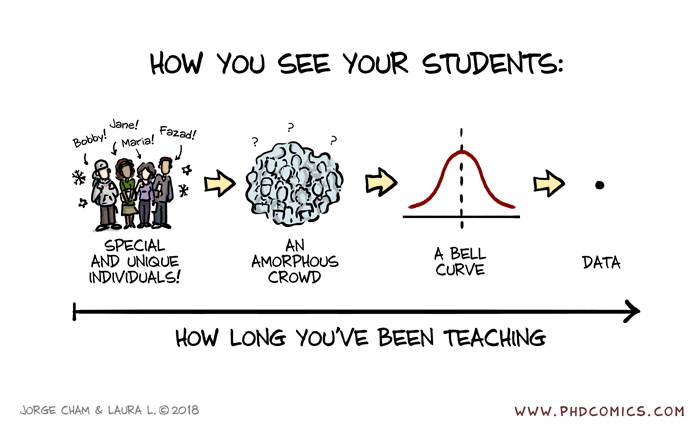 HOW YOU SEE YOUR STUDENTS:
Bobby!
Jane!
Maria!
Fazad!
SPECIAL
AND UNIQUE
INDIVIDUALS!
? ? ?
AN
AMORPHOUS
CROWD
A BELL
CURVE
DATA
HOW LONG YOU'VE BEEN TEACHING
JORGE CHAM & LAURA L. © 2018
WWW.PHDCOMICS.COM